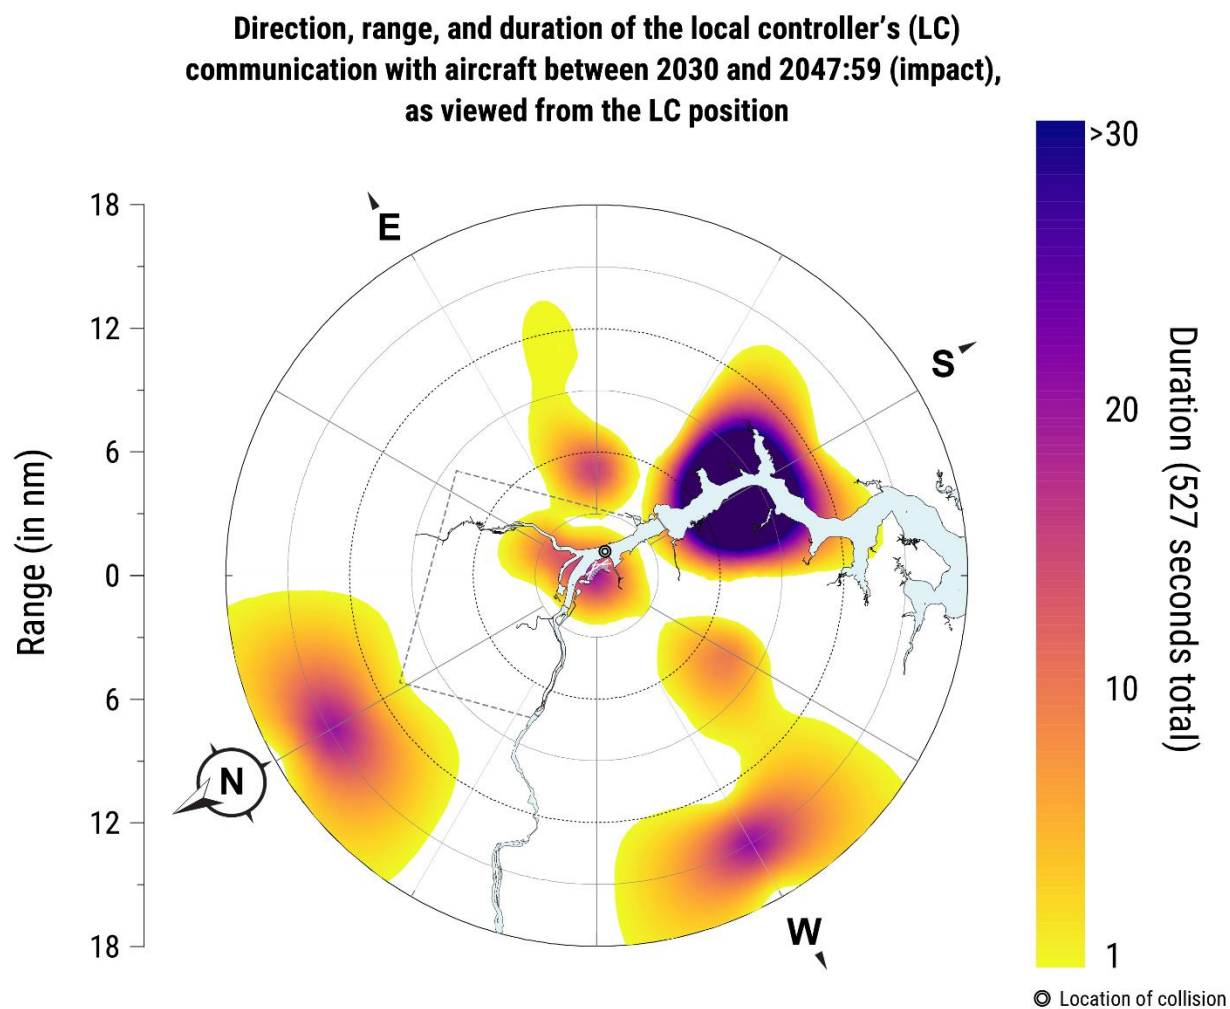 Direction, range, and duration of the local controller's (LC)
communication with aircraft between 2030 and 2047:59 (impact),
as viewed from the LC position
>30
18
E
12
S
20
6
Range (in nm)
0
Duration (527 seconds total)
6
10
N
12
W
18
1
Location of collision